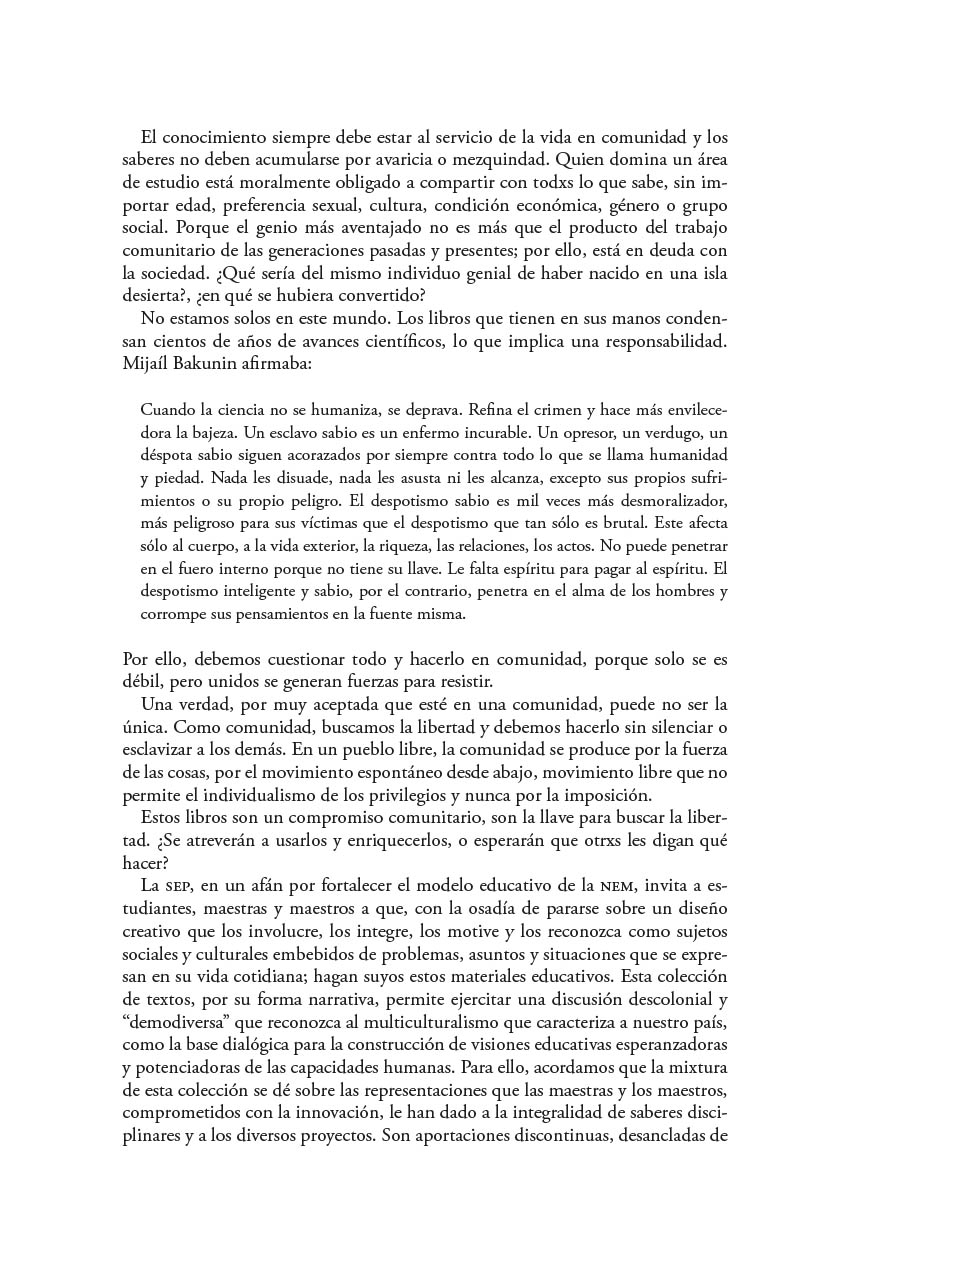 El conocimiento siempre debe estar al servicio de la vida en comunidad y los
saberes no deben acumularse por avaricia o mezquindad. Quien domina un área
de estudio está moralmente obligado a compartir con todxs lo que sabe, sin im-
portar edad, preferencia sexual, cultura, condición económica, género o grupo
social. Porque el genio más aventajado no es más que el producto del trabajo
comunitario de las generaciones pasadas y presentes; por ello, está en deuda con
la sociedad. ¿Qué sería del mismo individuo genial de haber nacido en una isla
desierta?, ¿en qué se hubiera convertido?
No estamos solos en este mundo. Los libros que tienen en sus manos conden-
san cientos de años de avances científicos, lo que implica una responsabilidad.
Mijaíl Bakunin afirmaba:
Cuando la ciencia no se humaniza, se deprava. Refina el crimen y hace más envilece-
dora la bajeza. Un esclavo sabio es un enfermo incurable. Un opresor, un verdugo, un
déspota sabio siguen acorazados por siempre contra todo lo que se llama humanidad
y piedad. Nada les disuade, nada les asusta ni les alcanza, excepto sus propios sufri-
mientos o su propio peligro. El despotismo sabio es mil veces más desmoralizador,
más peligroso para sus víctimas que el despotismo que tan sólo es brutal. Este afecta
sólo al cuerpo, a la vida exterior, la riqueza, las relaciones, los actos. No puede penetrar
en el fuero interno porque no tiene su llave. Le falta espíritu para pagar al espíritu. El
despotismo inteligente y sabio, por el contrario, penetra en el alma de los hombres y
corrompe sus pensamientos en la fuente misma.
Por ello, debemos cuestionar todo y hacerlo en comunidad, porque solo se es
débil, pero unidos se generan fuerzas para resistir.
Una verdad, por muy aceptada que esté en una comunidad, puede no ser la
única. Como comunidad, buscamos la libertad y debemos hacerlo sin silenciar o
esclavizar a los demás. En un pueblo libre, la comunidad se produce por la fuerza
de las cosas, por el movimiento espontáneo desde abajo, movimiento libre que no
permite el individualismo de los privilegios y nunca por la imposición.
Estos libros son un compromiso comunitario, son la llave para buscar la liber-
tad. ¿Se atreverán a usarlos y enriquecerlos, o esperarán que otrxs les digan qué
hacer?
La SEP, en un afán por fortalecer el modelo educativo de la NEM, invita a es-
tudiantes, maestras y maestros a que, con la osadía de pararse sobre un diseño
creativo que los involucre, los integre, los motive y los reconozca como sujetos
sociales y culturales embebidos de problemas, asuntos y situaciones que se expre-
san en su vida cotidiana; hagan suyos estos materiales educativos. Esta colección
de textos, por su forma narrativa, permite ejercitar una discusión descolonial y
“demodiversa” que reconozca al multiculturalismo que caracteriza a nuestro país,
como la base dialógica para la construcción de visiones educativas esperanzadoras
y potenciadoras de las capacidades humanas. Para ello, acordamos que la mixtura
de esta colección se dé sobre las representaciones que las maestras y los maestros,
comprometidos con la innovación, le han dado a la integralidad de saberes disci-
plinares y a los diversos proyectos. Son aportaciones discontinuas, desancladas de